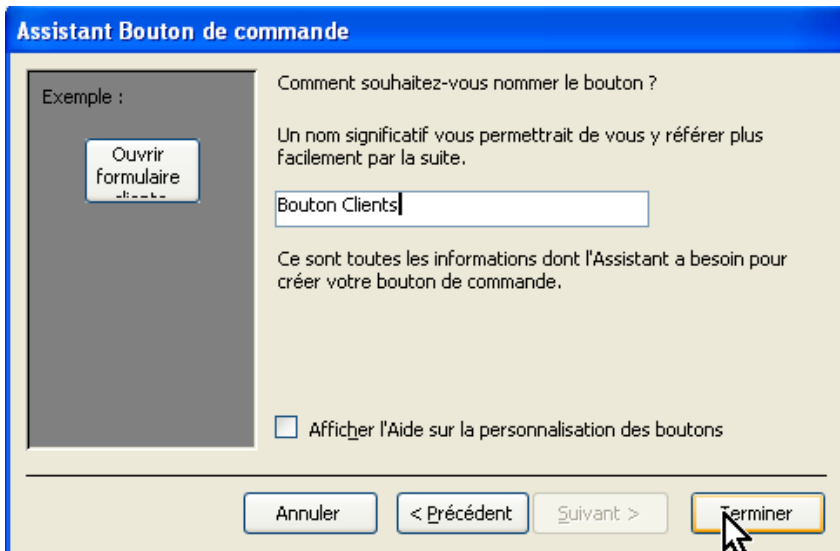 Assistant Bouton de commande
Exemple :
Ouvrir
formulaire
clients
Comment souhaitez-vous nommer le bouton ?
Un nom significatif vous permettrait de vous y référer plus
facilement par la suite.
Bouton Clients
Ce sont toutes les informations dont l'Assistant a besoin pour
créer votre bouton de commande.
Afficher l'Aide sur la personnalisation des boutons
Annuler
< Précédent
Suivant >
Terminer